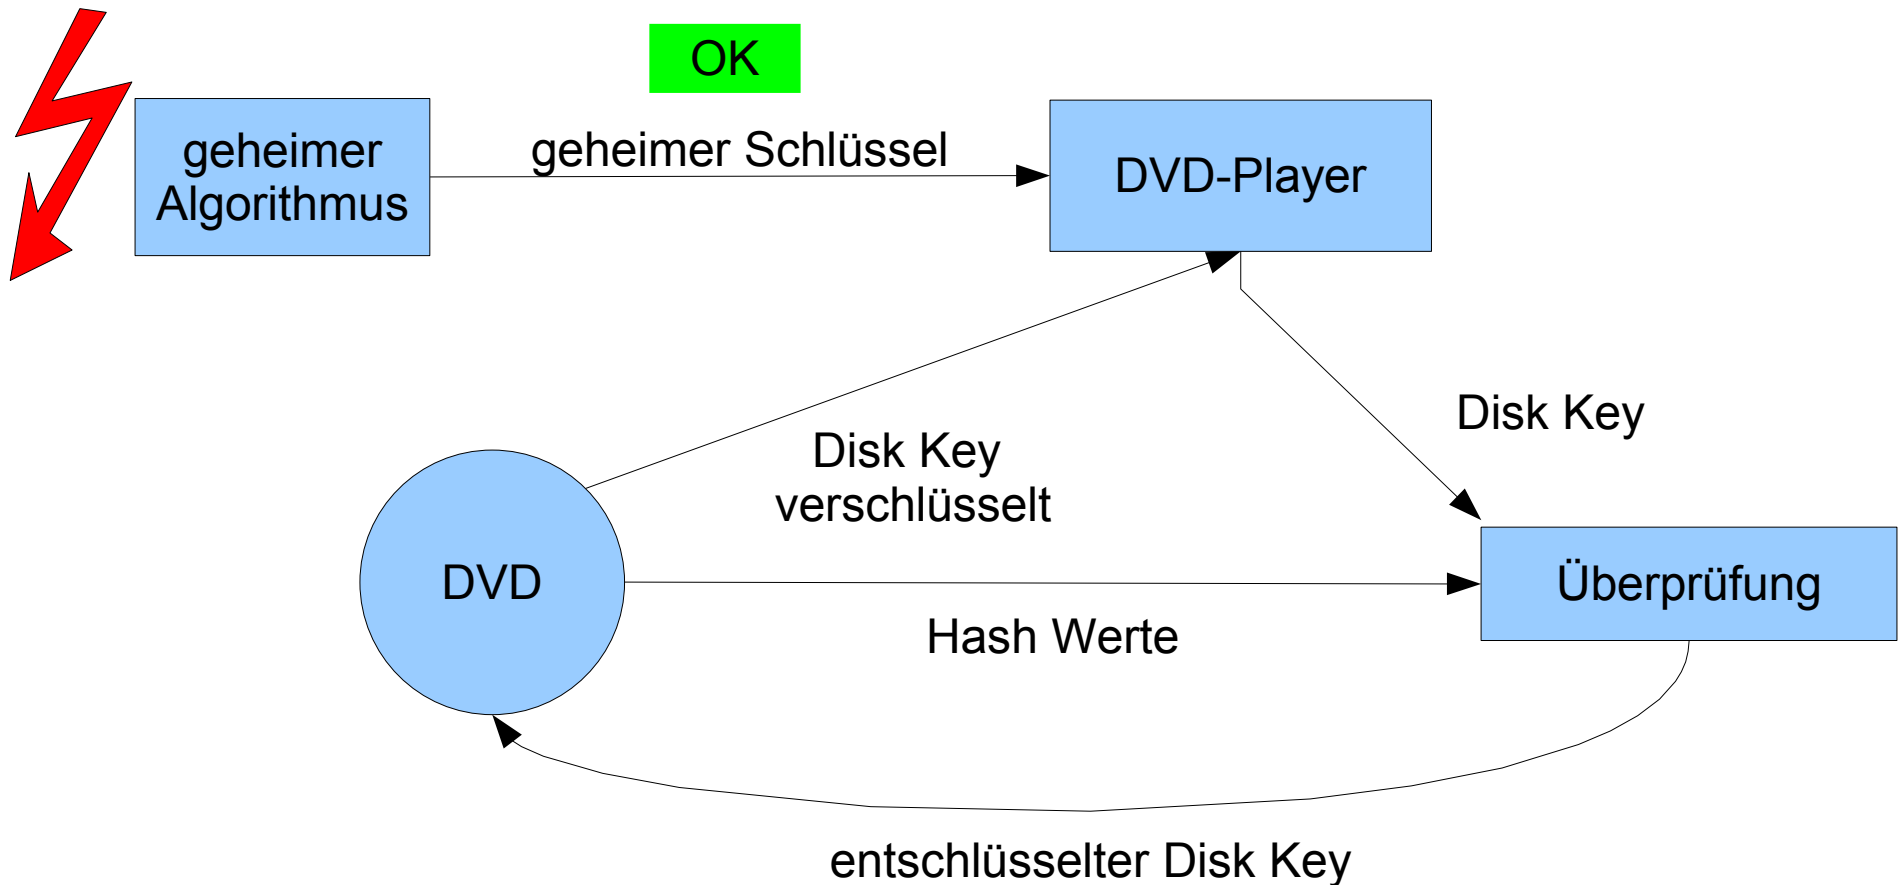 OK
geheimer
Algorithmus
geheimer Schlüssel
DVD-Player
Disk Key
Disk Key
verschlüsselt
DVD
Überprüfung
Hash Werte
entschlüsselter Disk Key